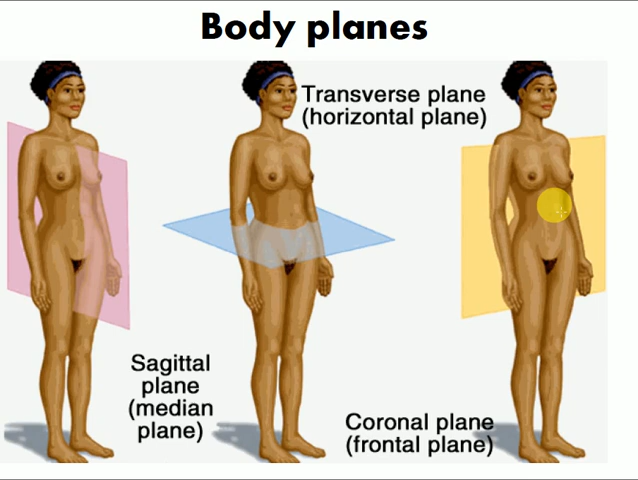 Body planes
Transverse plane
(horizontal plane)
Sagittal
plane
(median
plane)
Coronal plane
(frontal plane)